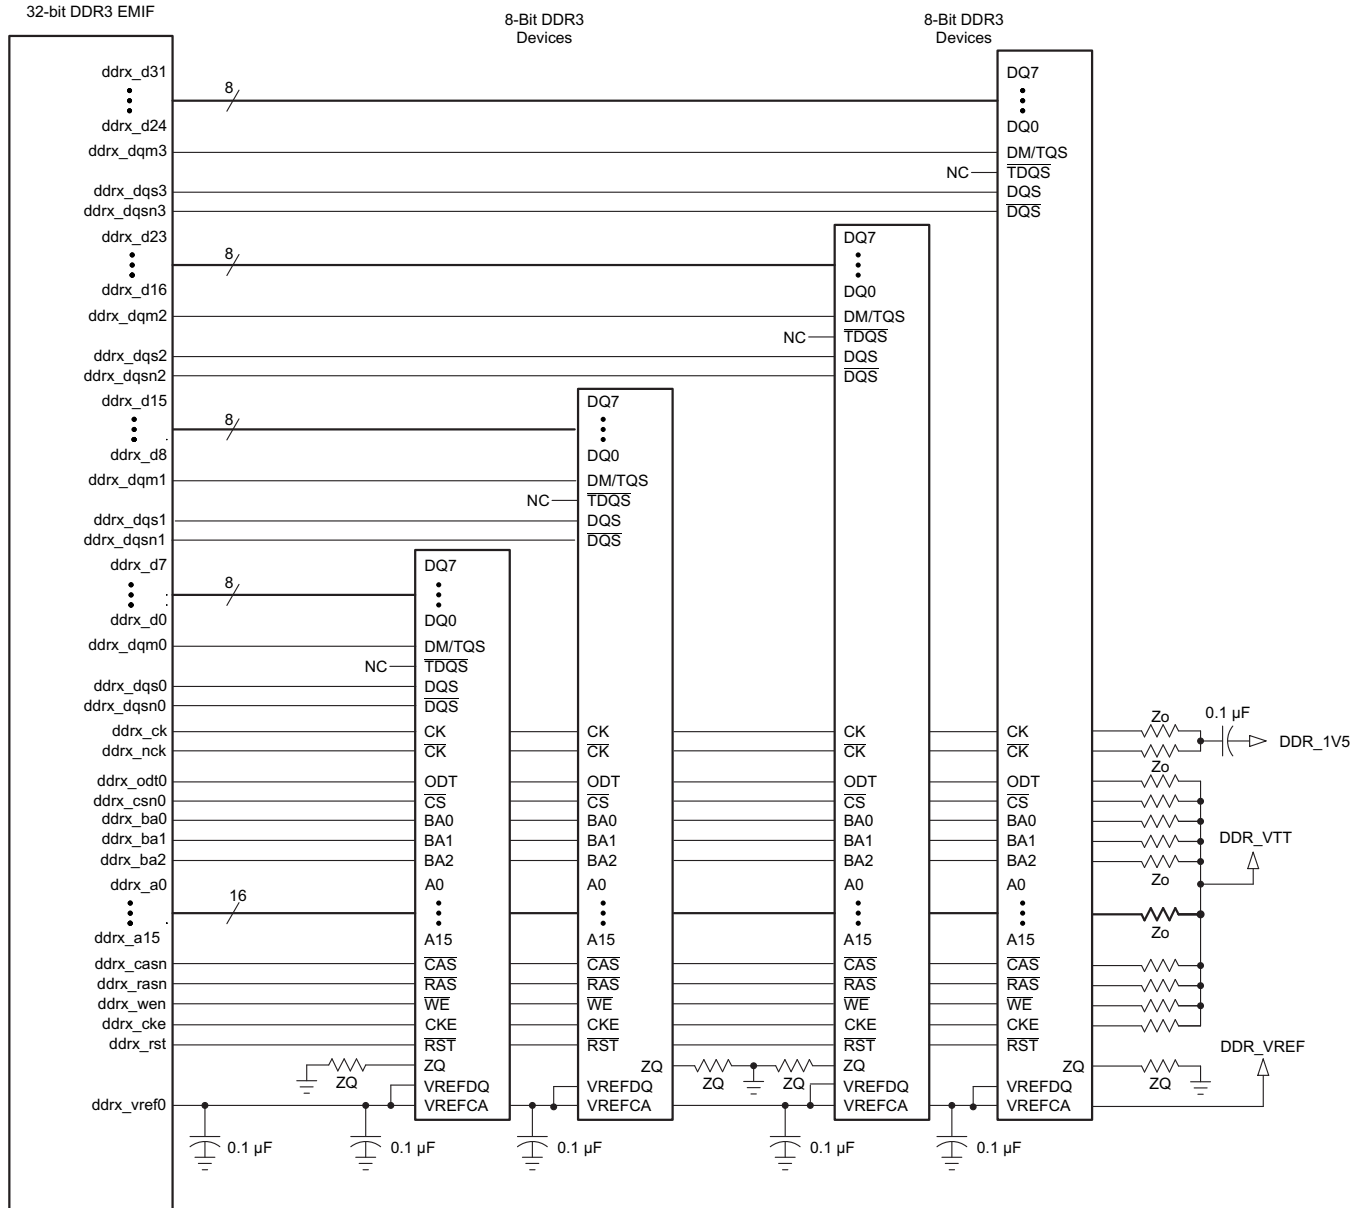 32-bit DDR3 EMIF
8-Bit DDR3
Devices
8-Bit DDR3
Devices
ddrx_d31
8
DQ7
ddrx_d24
DQ0
ddrx_dqm3
DM/TQS
NC
TDQS
ddrx_dqs3
DQS
ddrx_dqsn3
DQS
ddrx_d23
8
DQ7
ddrx_d16
DQ0
ddrx_dqm2
DM/TQS
NC
TDQS
ddrx_dqs2
DQS
ddrx_dqsn2
DQS
ddrx_d15
8
DQ7
ddrx_d8
DQ0
ddrx_dqm1
DM/TQS
NC
TDQS
ddrx_dqs1
DQS
ddrx_dqsn1
DQS
ddrx_d7
8
DQ7
ddrx_d0
DQ0
ddrx_dqm0
DM/TQS
NC
TDQS
ddrx_dqs0
DQS
ddrx_dqsn0
DQS
Zo
0.1 µF
ddrx_ck
CK
CK
CK
CK
DDR_1V5
ddrx_nck
CK
CK
CK
CK
Zo
ddrx_odt0
ODT
ODT
ODT
ODT
ddrx_csn0
CS
CS
CS
CS
ddrx_ba0
BA0
BA0
BA0
BA0
ddrx_ba1
BA1
BA1
BA1
BA1
DDR_VTT
ddrx_ba2
BA2
BA2
BA2
BA2
Zo
ddrx_a0
A0
A0
A0
A0
16
Zo
ddrx_a15
A15
A15
A15
A15
ddrx_casn
CAS
CAS
CAS
CAS
ddrx_rasn
RAS
RAS
RAS
RAS
ddrx_wen
WE
WE
WE
WE
ddrx_cke
CKE
CKE
CKE
CKE
ddrx_rst
RST
RST
RST
RST
DDR_VREF
ZQ
ZQ
ZQ
ZQ
ZQ
ZQ
ZQ
ZQ
VREFDQ
VREFDQ
VREFDQ
VREFDQ
ddrx_vref0
VREFCA
VREFCA
VREFCA
VREFCA
0.1 µF
0.1 µF
0.1 µF
0.1 µF
0.1 µF